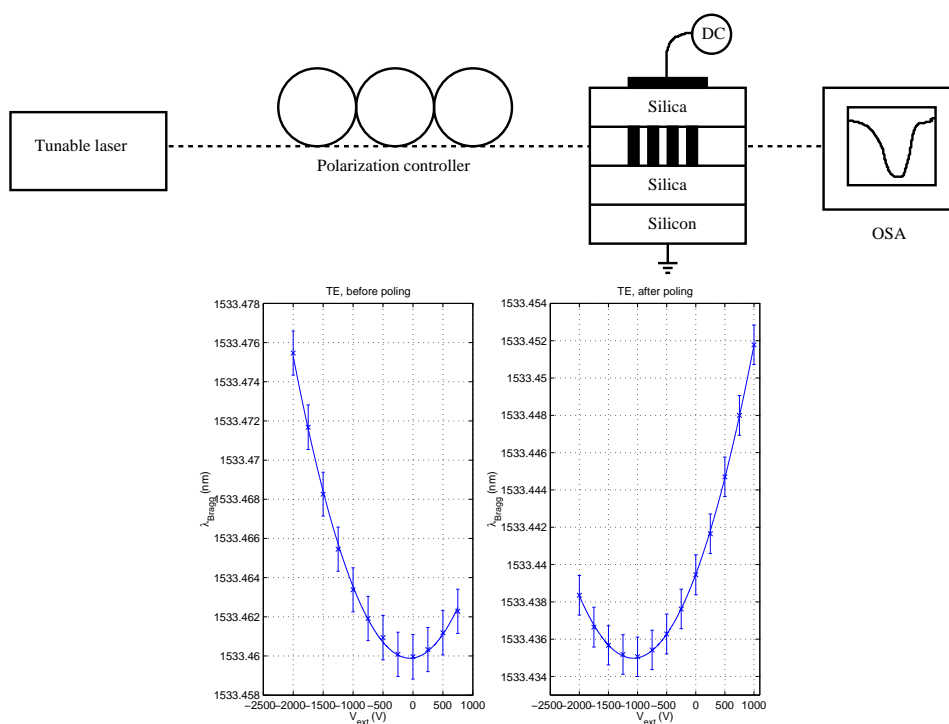 DC
Silica
Tunable laser
Polarization controller
Silica
Silicon
OSA
TE, before poling
1533.478
1533.476
1533.474
1533.472
1533.47
1533.468
1533.466
1533.464
1533.462
1533.46
1533.458
λBragg (nm)
−2500 −2000 −1500 −1000 −500 0 500 1000
Vext (V)
TE, after poling
1533.454
1533.452
1533.45
1533.448
1533.446
1533.444
1533.442
1533.44
1533.438
1533.436
1533.434
λBragg (nm)
−2500 −2000 −1500 −1000 −500 0 500 1000
Vext (V)